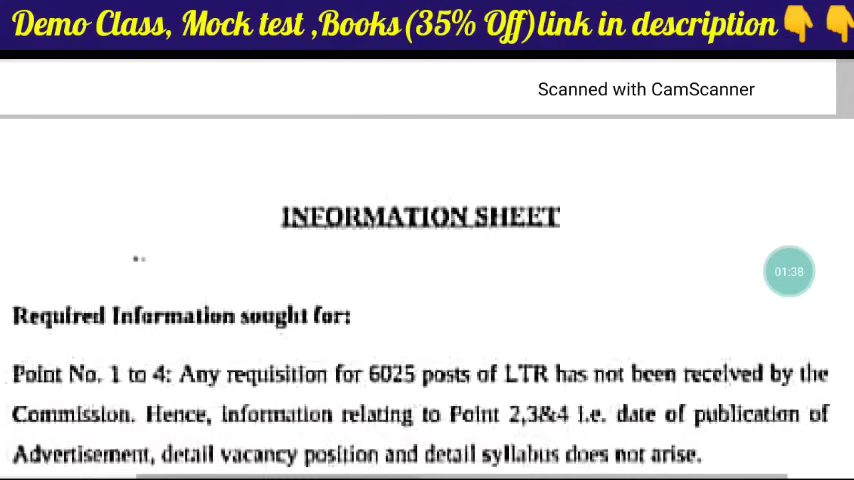 Demo Class, Mock test ,Books(35% Off)link in description👇👇
Scanned with CamScanner
INFORMATION SHEET
01:38
Required Information sought for:
Point No. 1 to 4: Any requisition for 6025 posts of LTR has not been received by the
Commission. Hence, information relating to Point 2,3&4 i.e. date of publication of
Advertisement, detail vacancy position and detail syllabus does not arise.